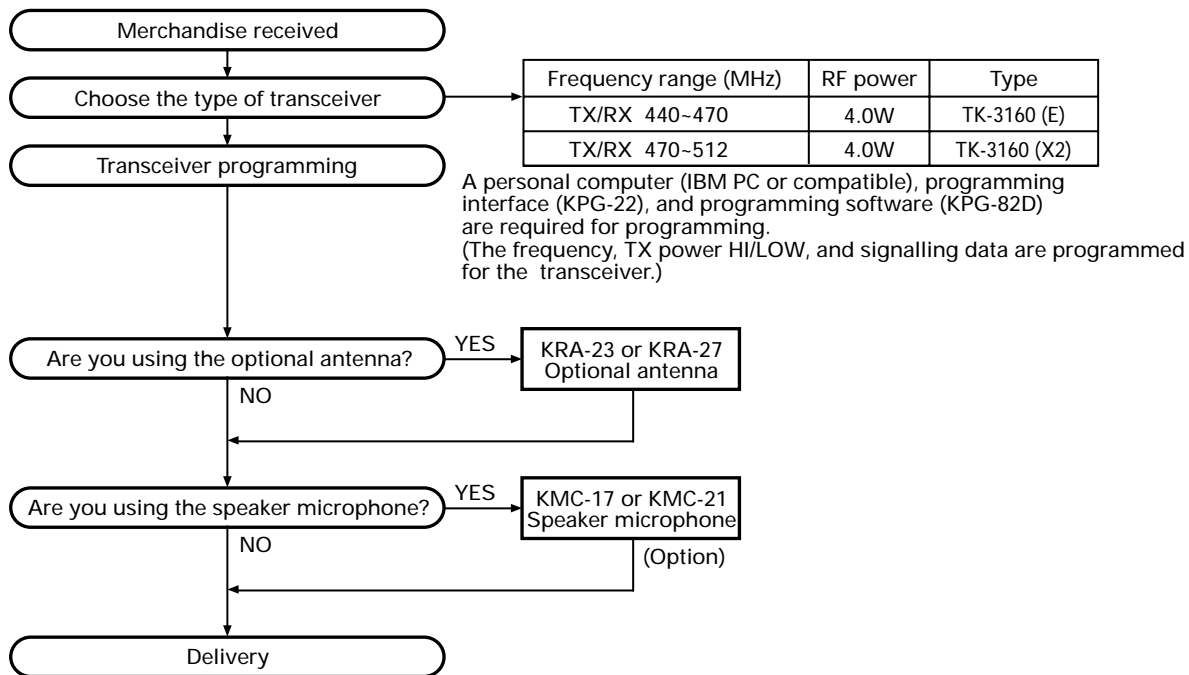 Merchandise received
Choose the type of transceiver
Frequency range (MHz) RF power Type
TX/RX 440~470 4.0W TK-3160 (E)
TX/RX 470~512 4.0W TK-3160 (X2)
Transceiver programming
A personal computer (IBM PC or compatible), programming
interface (KPG-22), and programming software (KPG-82D)
are required for programming.
(The frequency, TX power HI/LOW, and signalling data are programmed
for the transceiver.)
Are you using the optional antenna?
YES
KRA-23 or KRA-27
Optional antenna
NO
Are you using the speaker microphone?
YES
KMC-17 or KMC-21
Speaker microphone
NO
(Option)
Delivery